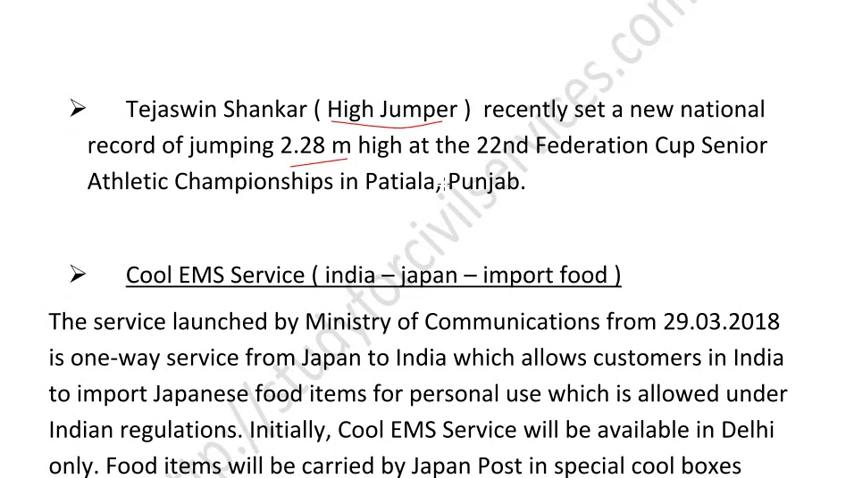 ➢ Tejaswin Shankar ( High Jumper ) recently set a new national
record of jumping 2.28 m high at the 22nd Federation Cup Senior
Athletic Championships in Patiala, Punjab.
➢ Cool EMS Service ( india – japan – import food )
The service launched by Ministry of Communications from 29.03.2018
is one-way service from Japan to India which allows customers in India
to import Japanese food items for personal use which is allowed under
Indian regulations. Initially, Cool EMS Service will be available in Delhi
only. Food items will be carried by Japan Post in special cool boxes
http://studyforcivilservices.com